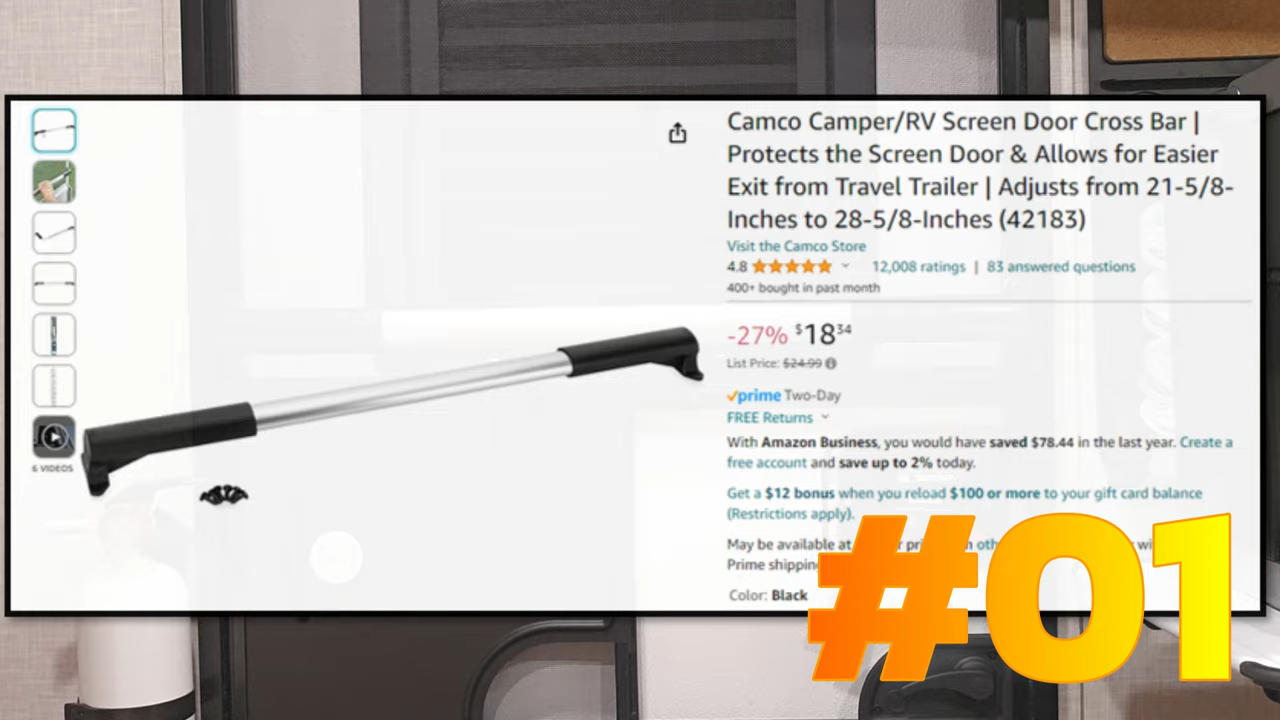 Camco Camper/RV Screen Door Cross Bar |
Protects the Screen Door & Allows for Easier
Exit from Travel Trailer | Adjusts from 21-5/8-
Inches to 28-5/8-Inches (42183)
Visit the Camco Store
4.8 12,008 ratings | 83 answered questions
400+ bought in past month
-27% $18 34
List Price: $24.99
prime Two-Day
FREE Returns
With Amazon Business, you would have saved $78.44 in the last year. Create a
free account and save up to 2% today.
Get a $12 bonus when you reload $100 or more to your gift card balance
(Restrictions apply).
May be available at
Prime shipping
Color: Black
6 VIDEOS
#01